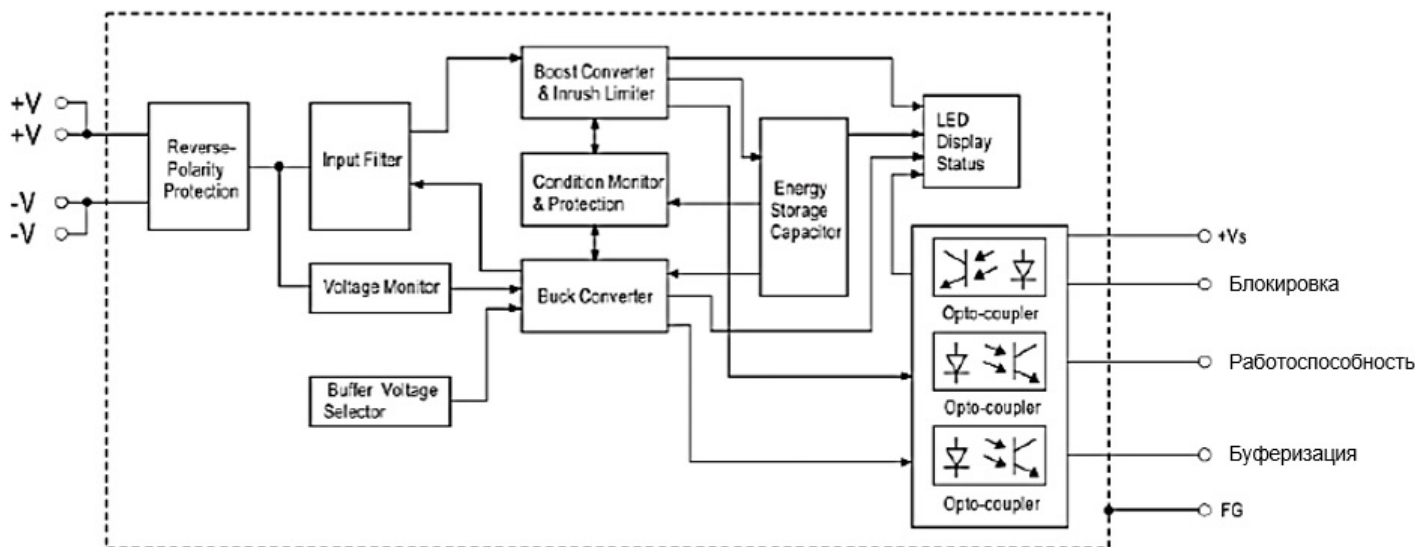 +V
+V
-V
-V
Reverse-
Polarity
Protection
Input Filter
Voltage Monitor
Buffer Voltage
Selector
Boost Converter
& Inrush Limiter
Condition Monitor
& Protection
Buck Converter
Energy
Storage
Capacitor
LED
Display
Status
Opto-coupler
Opto-coupler
Opto-coupler
+Vs
Блокировка
Работоспособность
Буферизация
FG